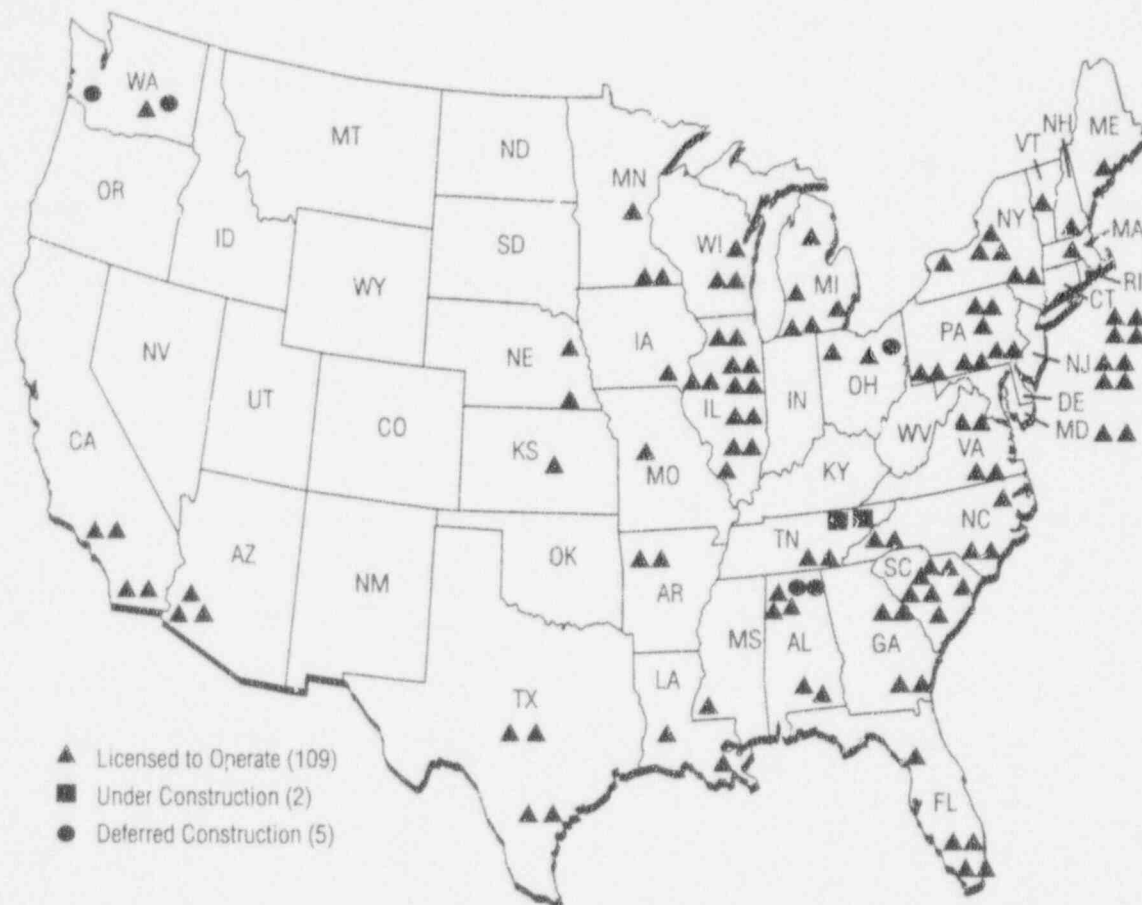 WA
MT
ND
MN
VT
NH
ME
OR
ID
SD
WI
NY
MA
WY
MI
RI
CT
NV
NE
IA
PA
NJ
UT
OH
IL
IN
DE
CA
CO
WV
MD
KS
MO
VA
KY
AZ
NM
OK
TN
NC
AR
SC
MS
AL
GA
LA
TX
FL
Licensed to Operate (109)
Under Construction (2)
Deferred Construction (5)